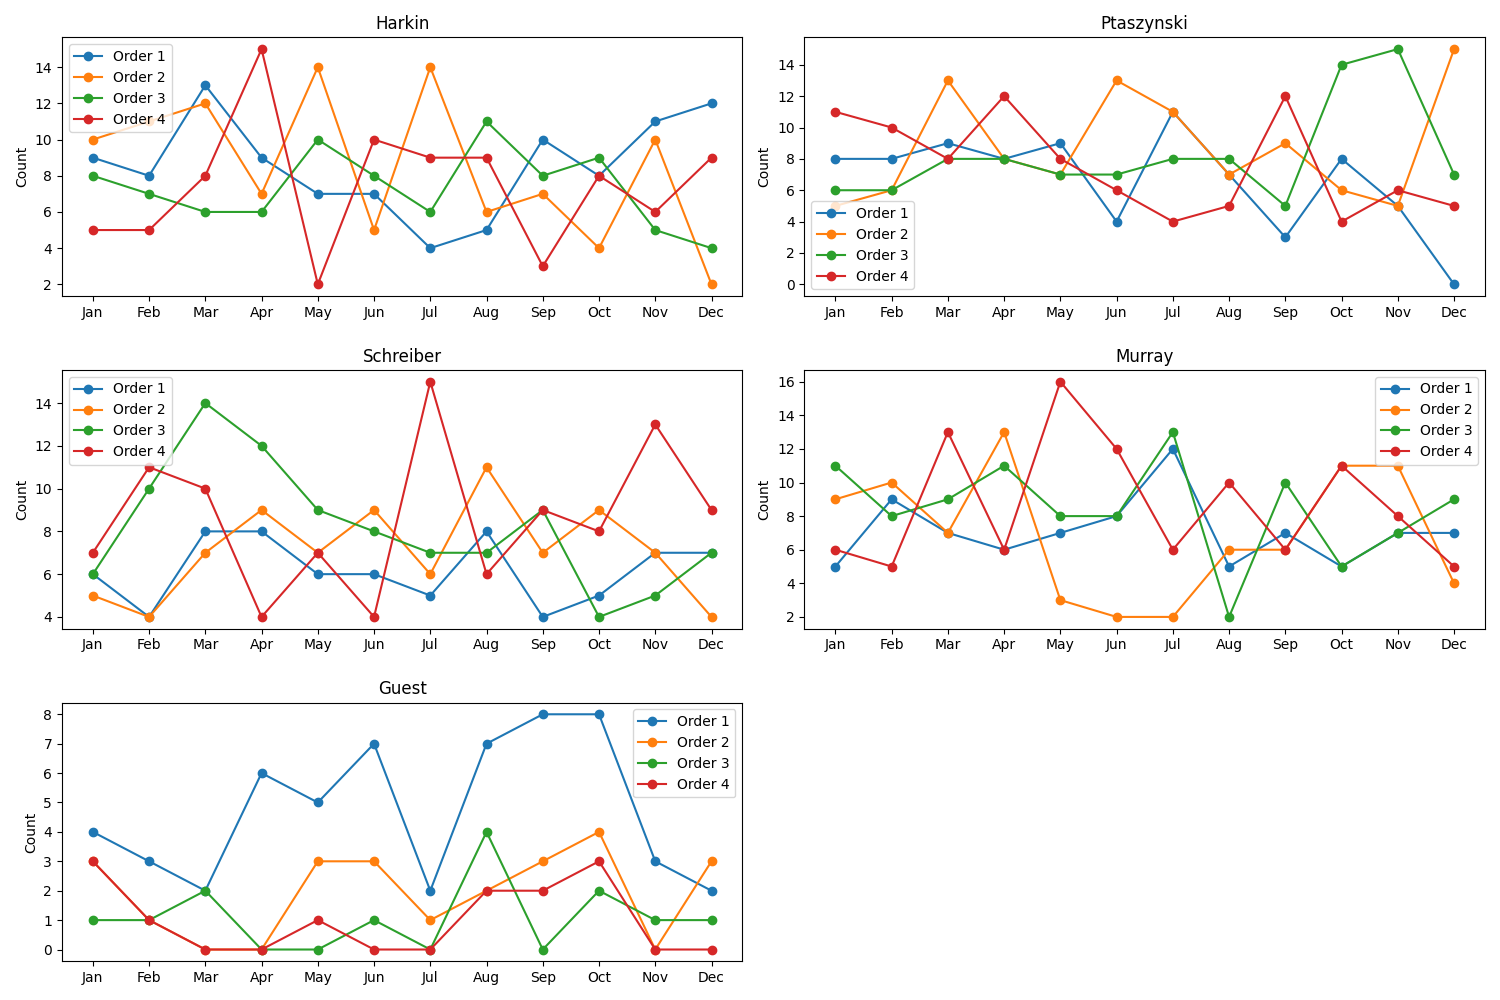 Harkin
Count
14
12
10
8
6
4
2
Order 1
Order 2
Order 3
Order 4
Jan Feb Mar Apr May Jun Jul Aug Sep Oct Nov Dec
Ptaszynski
Count
14
12
10
8
6
4
2
0
Order 1
Order 2
Order 3
Order 4
Jan Feb Mar Apr May Jun Jul Aug Sep Oct Nov Dec
Schreiber
Count
14
12
10
8
6
4
Order 1
Order 2
Order 3
Order 4
Jan Feb Mar Apr May Jun Jul Aug Sep Oct Nov Dec
Murray
Count
16
14
12
10
8
6
4
2
Order 1
Order 2
Order 3
Order 4
Jan Feb Mar Apr May Jun Jul Aug Sep Oct Nov Dec
Guest
Count
8
7
6
5
4
3
2
1
0
Order 1
Order 2
Order 3
Order 4
Jan Feb Mar Apr May Jun Jul Aug Sep Oct Nov Dec